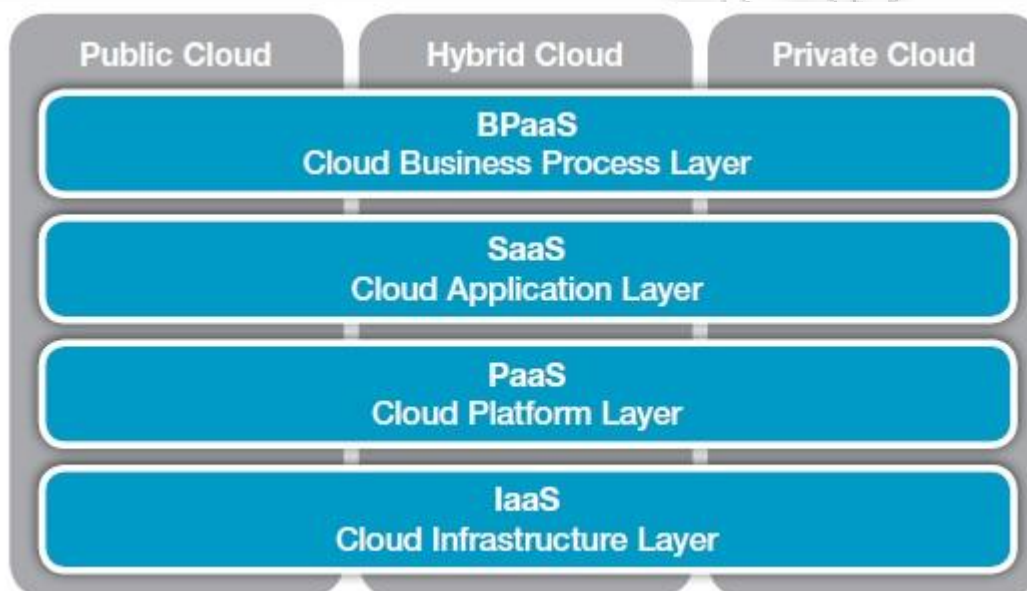 Public Cloud
Hybrid Cloud
Private Cloud
BPaaS
Cloud Business Process Layer
SaaS
Cloud Application Layer
PaaS
Cloud Platform Layer
IaaS
Cloud Infrastructure Layer